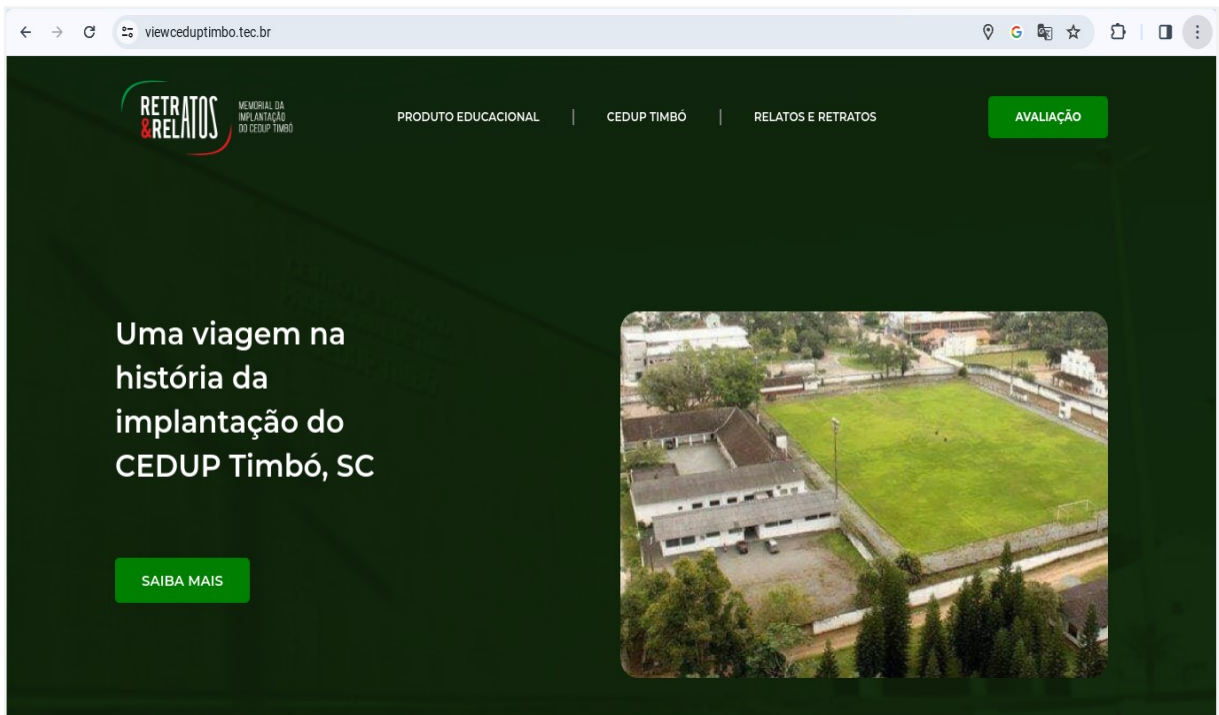 viewceduptimbo.tec.br
RETRATOS
&RELATOS
MEMORIAL DA
IMPLANTAÇÃO
DO CEDUP TIMBÓ
PRODUTO EDUCACIONAL | CEDUP TIMBÓ | RELATOS E RETRATOS
AVALIAÇÃO
Uma viagem na
história da
implantação do
CEDUP Timbó, SC
SAIBA MAIS